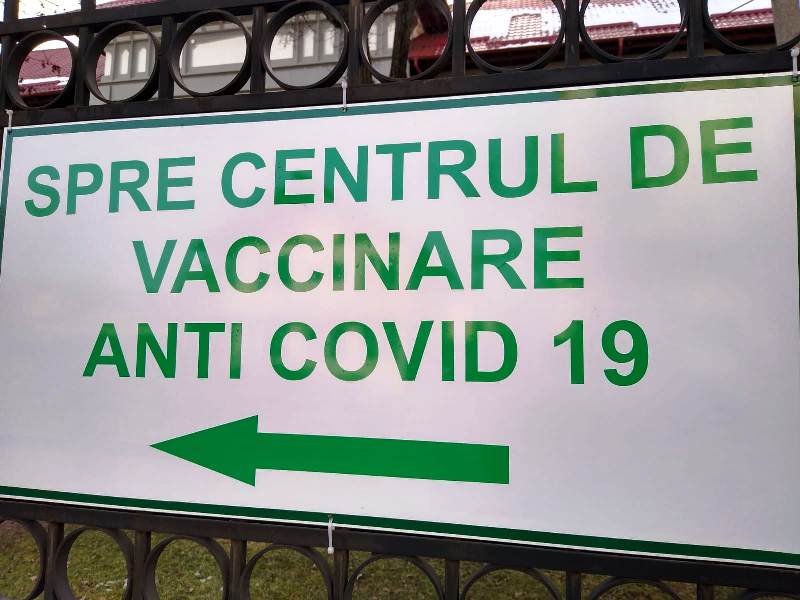 SPRE CENTRUL DE
VACCINARE
ANTI COVID 19